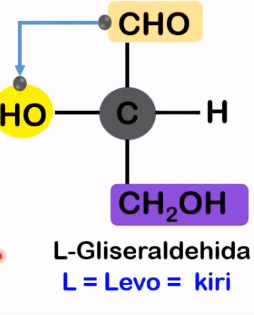 CHO
HO C H
CH₂OH
L-Gliseraldehida
L = Levo = kiri